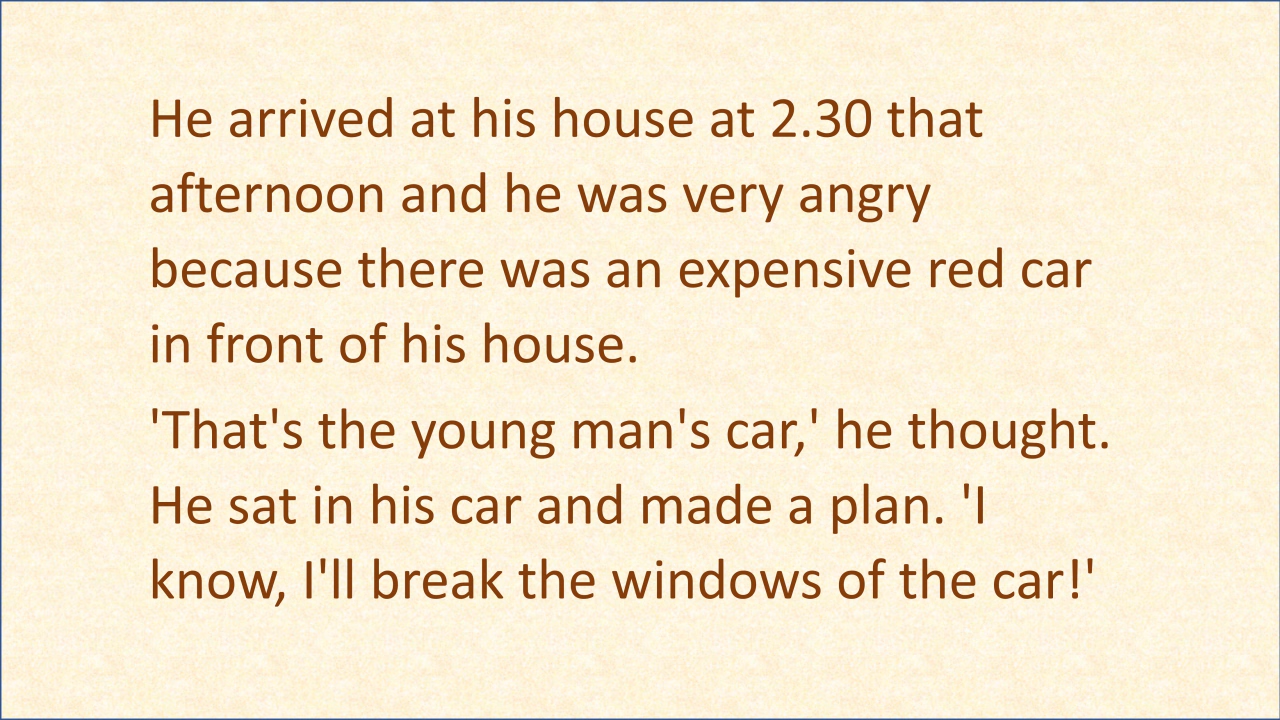 He arrived at his house at 2.30 that
afternoon and he was very angry
because there was an expensive red car
in front of his house.
'That's the young man's car,' he thought.
He sat in his car and made a plan. 'I
know, I'll break the windows of the car!'